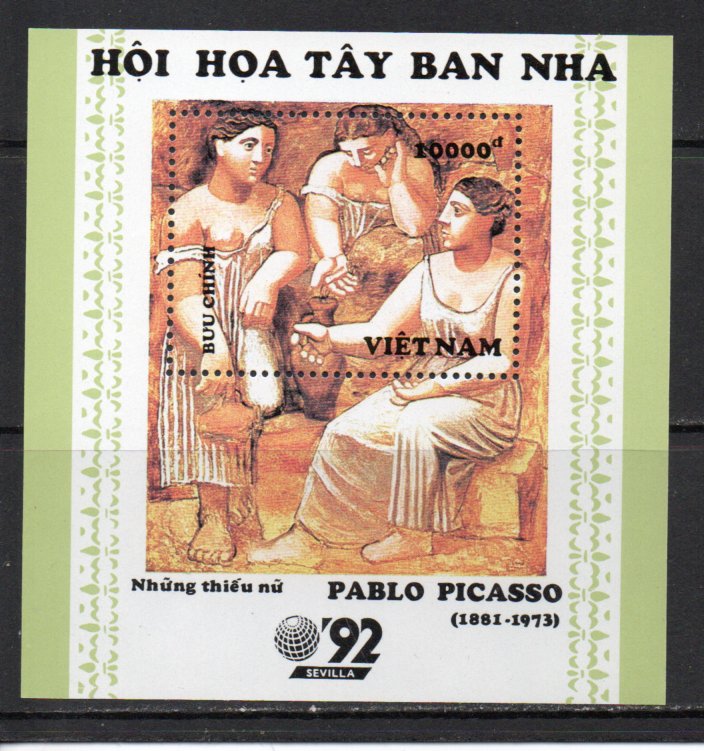 HỘI HỌA TÂY BAN NHA
10000đ
BƯU CHÍNH
VIỆT NAM
Những thiếu nữ
PABLO PICASSO
(1881-1973)
'92
SEVILLA